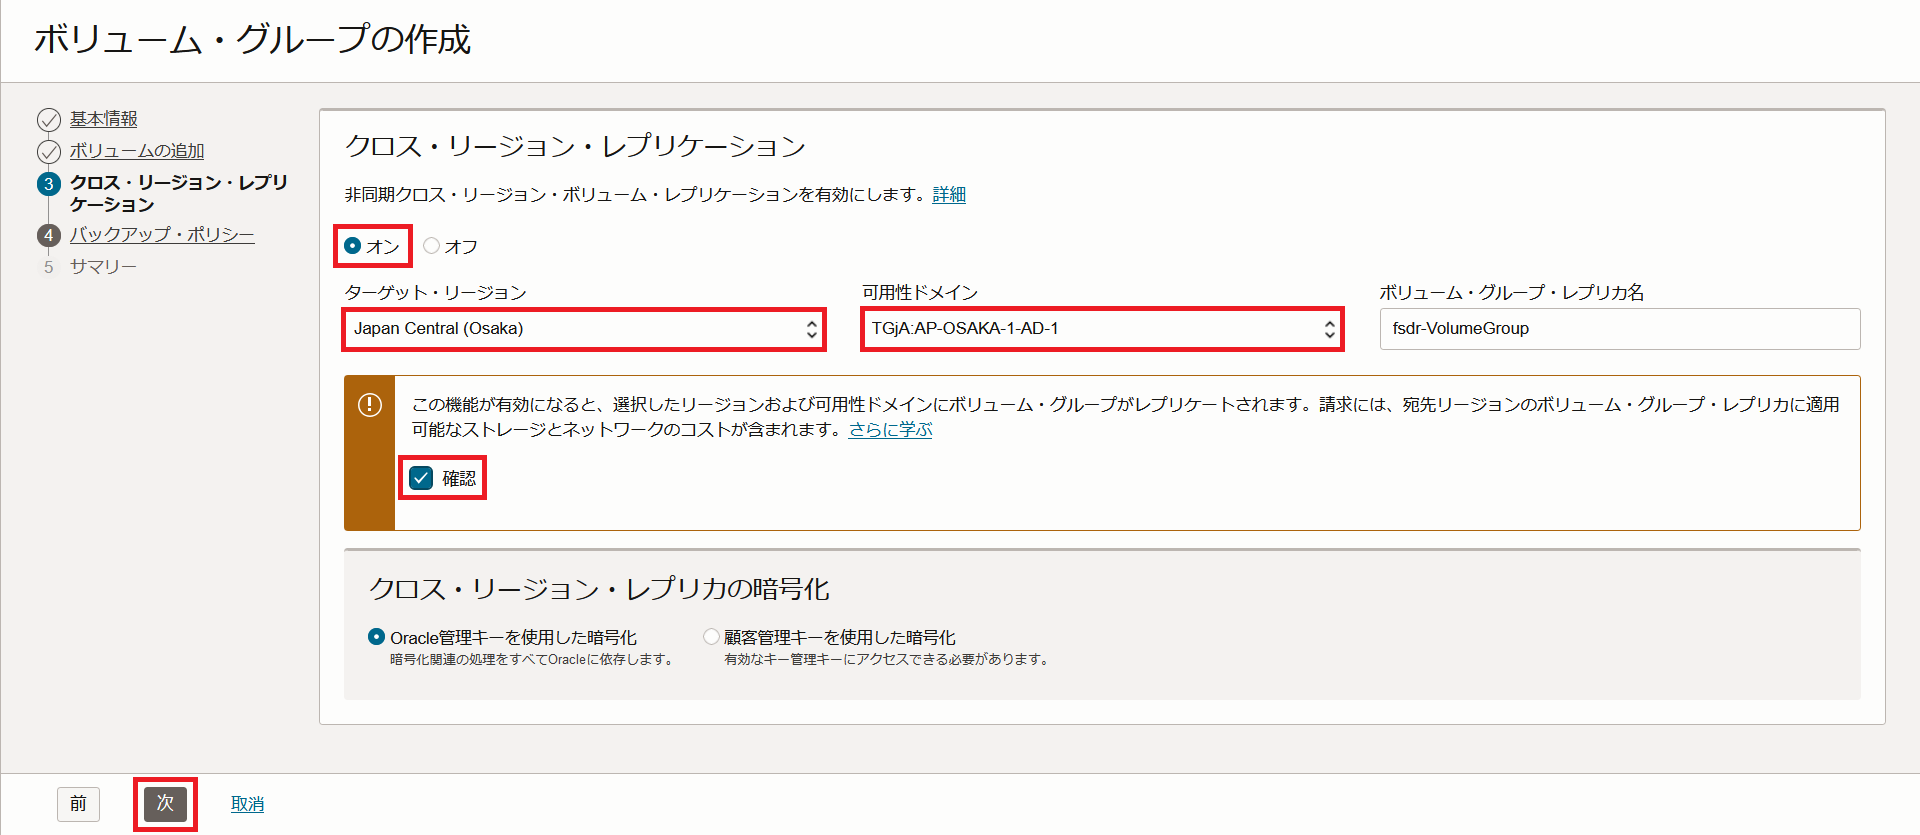 ボリューム・グループの作成
基本情報
ボリュームの追加
3 クロス・リージョン・レプリ
ケーション
4 バックアップ・ポリシー
5 サマリー
クロス・リージョン・レプリケーション
非同期クロス・リージョン・ボリューム・レプリケーションを有効にします。詳細
オン オフ
ターゲット・リージョン 可用性ドメイン ボリューム・グループ・レプリカ名
Japan Central (Osaka) TGjA:AP-OSAKA-1-AD-1 fsdr-VolumeGroup
この機能が有効になると、選択したリージョンおよび可用性ドメインにボリューム・グループがレプリケートされます。請求には、宛先リージョンのボリューム・グループ・レプリカに適用
可能なストレージとネットワークのコストが含まれます。さらに学ぶ
確認
クロス・リージョン・レプリカの暗号化
Oracle管理キーを使用した暗号化 顧客管理キーを使用した暗号化
暗号化関連の処理をすべてOracleに依存します。 有効なキー管理キーにアクセスできる必要があります。
前 次 取消